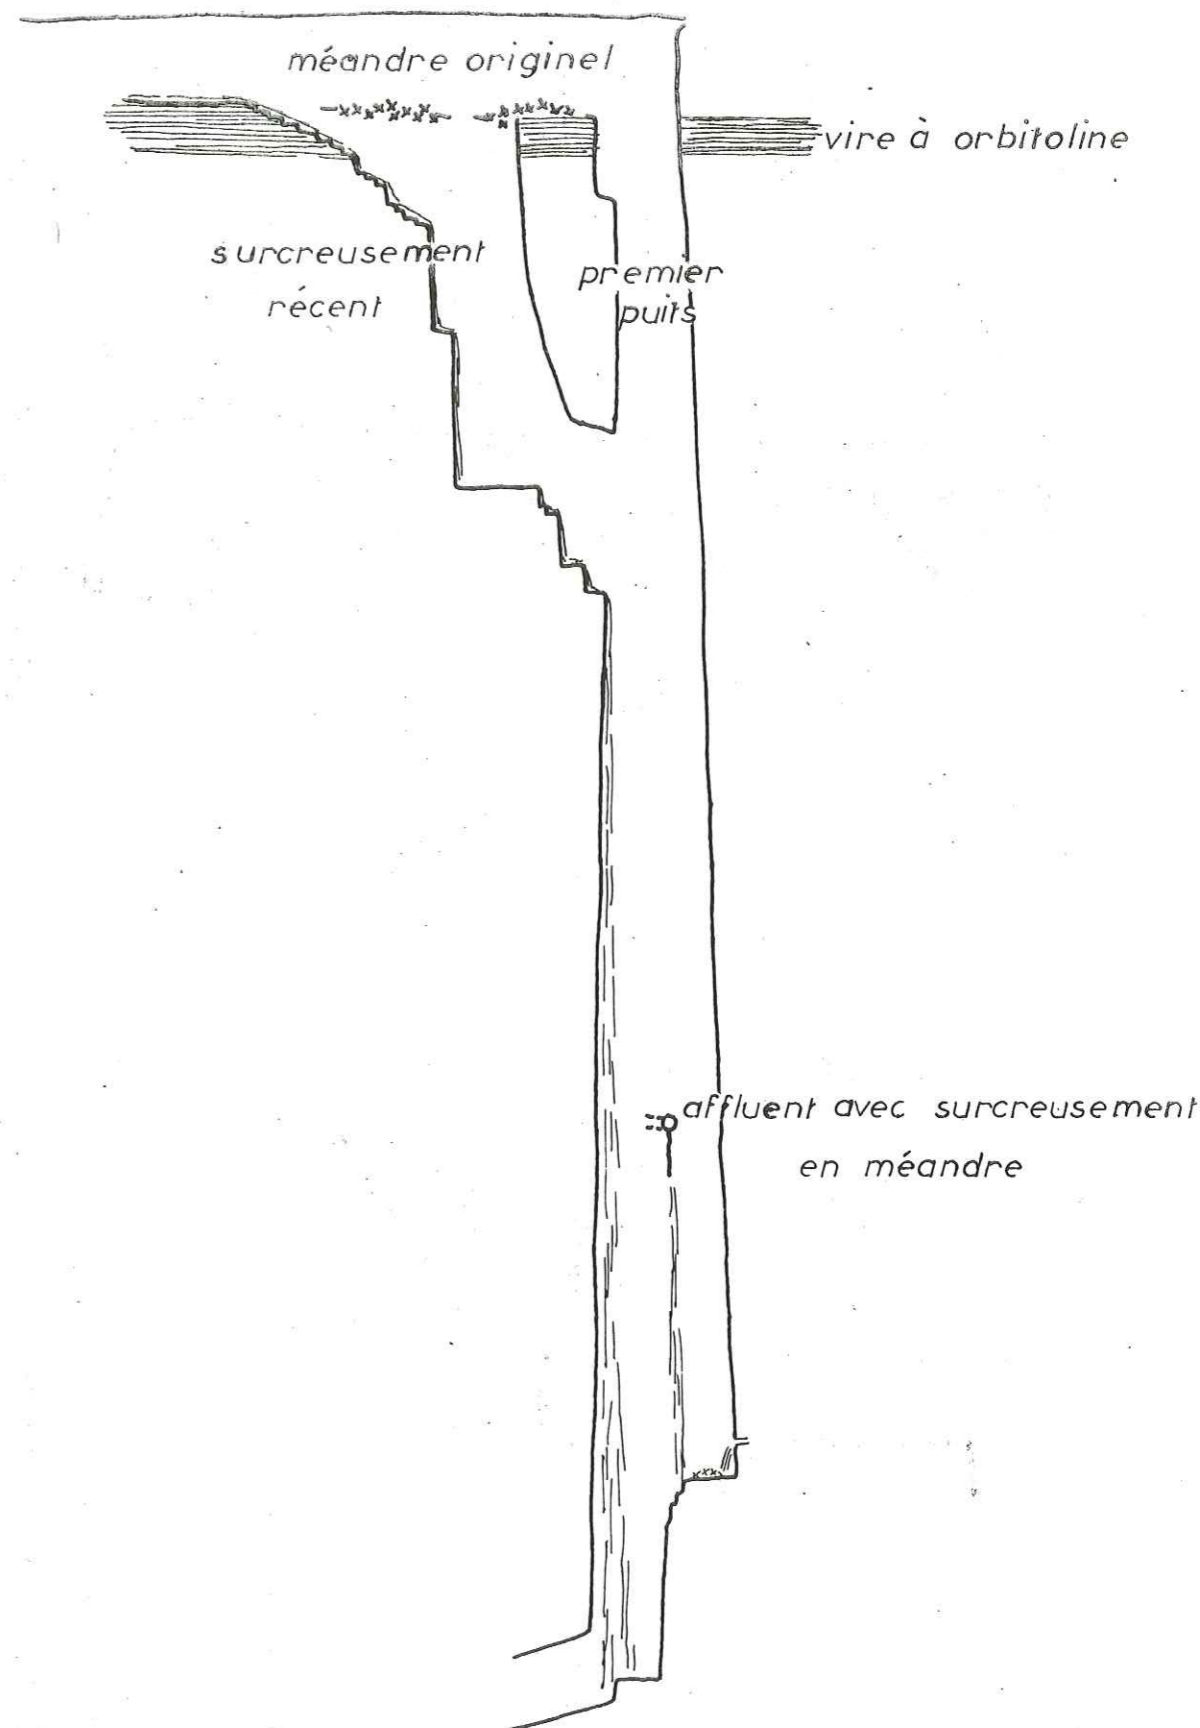 méandre originel
vire à orbitoline
surcreusement
récent
premier
puits
affluent avec surcreusement
en méandre